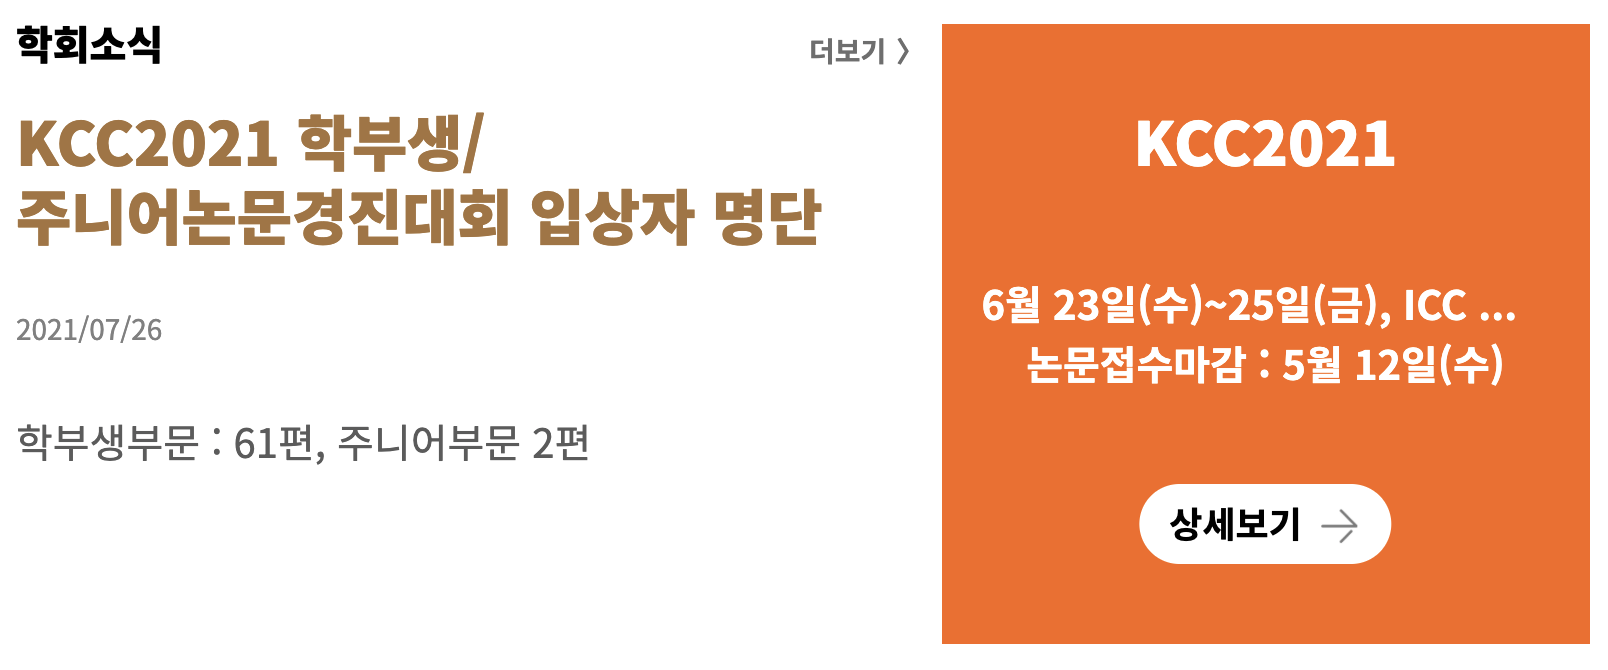 학회소식
더보기 〉
KCC2021 학부생/
주니어논문경진대회 입상자 명단
2021/07/26
학부생부문 : 61편, 주니어부문 2편
KCC2021
6월 23일(수)~25일(금), ICC ...
논문접수마감 : 5월 12일(수)
상세보기